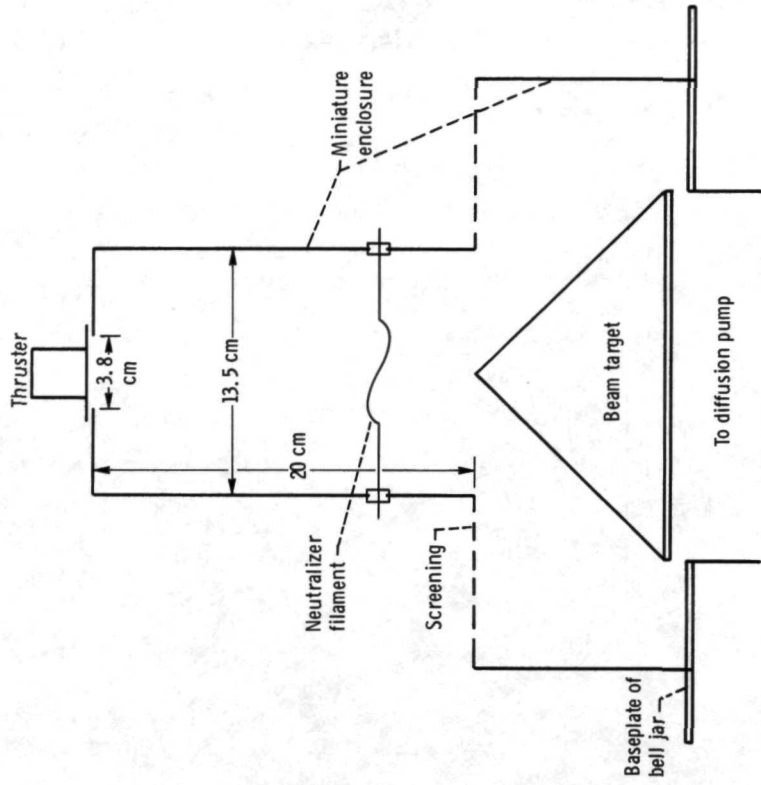 Thruster
3.8
cm
13.5 cm
20 cm
Miniature
enclosure
Neutralizer
filament
Screening
Beam target
Baseplate of
bell jar
To diffusion pump